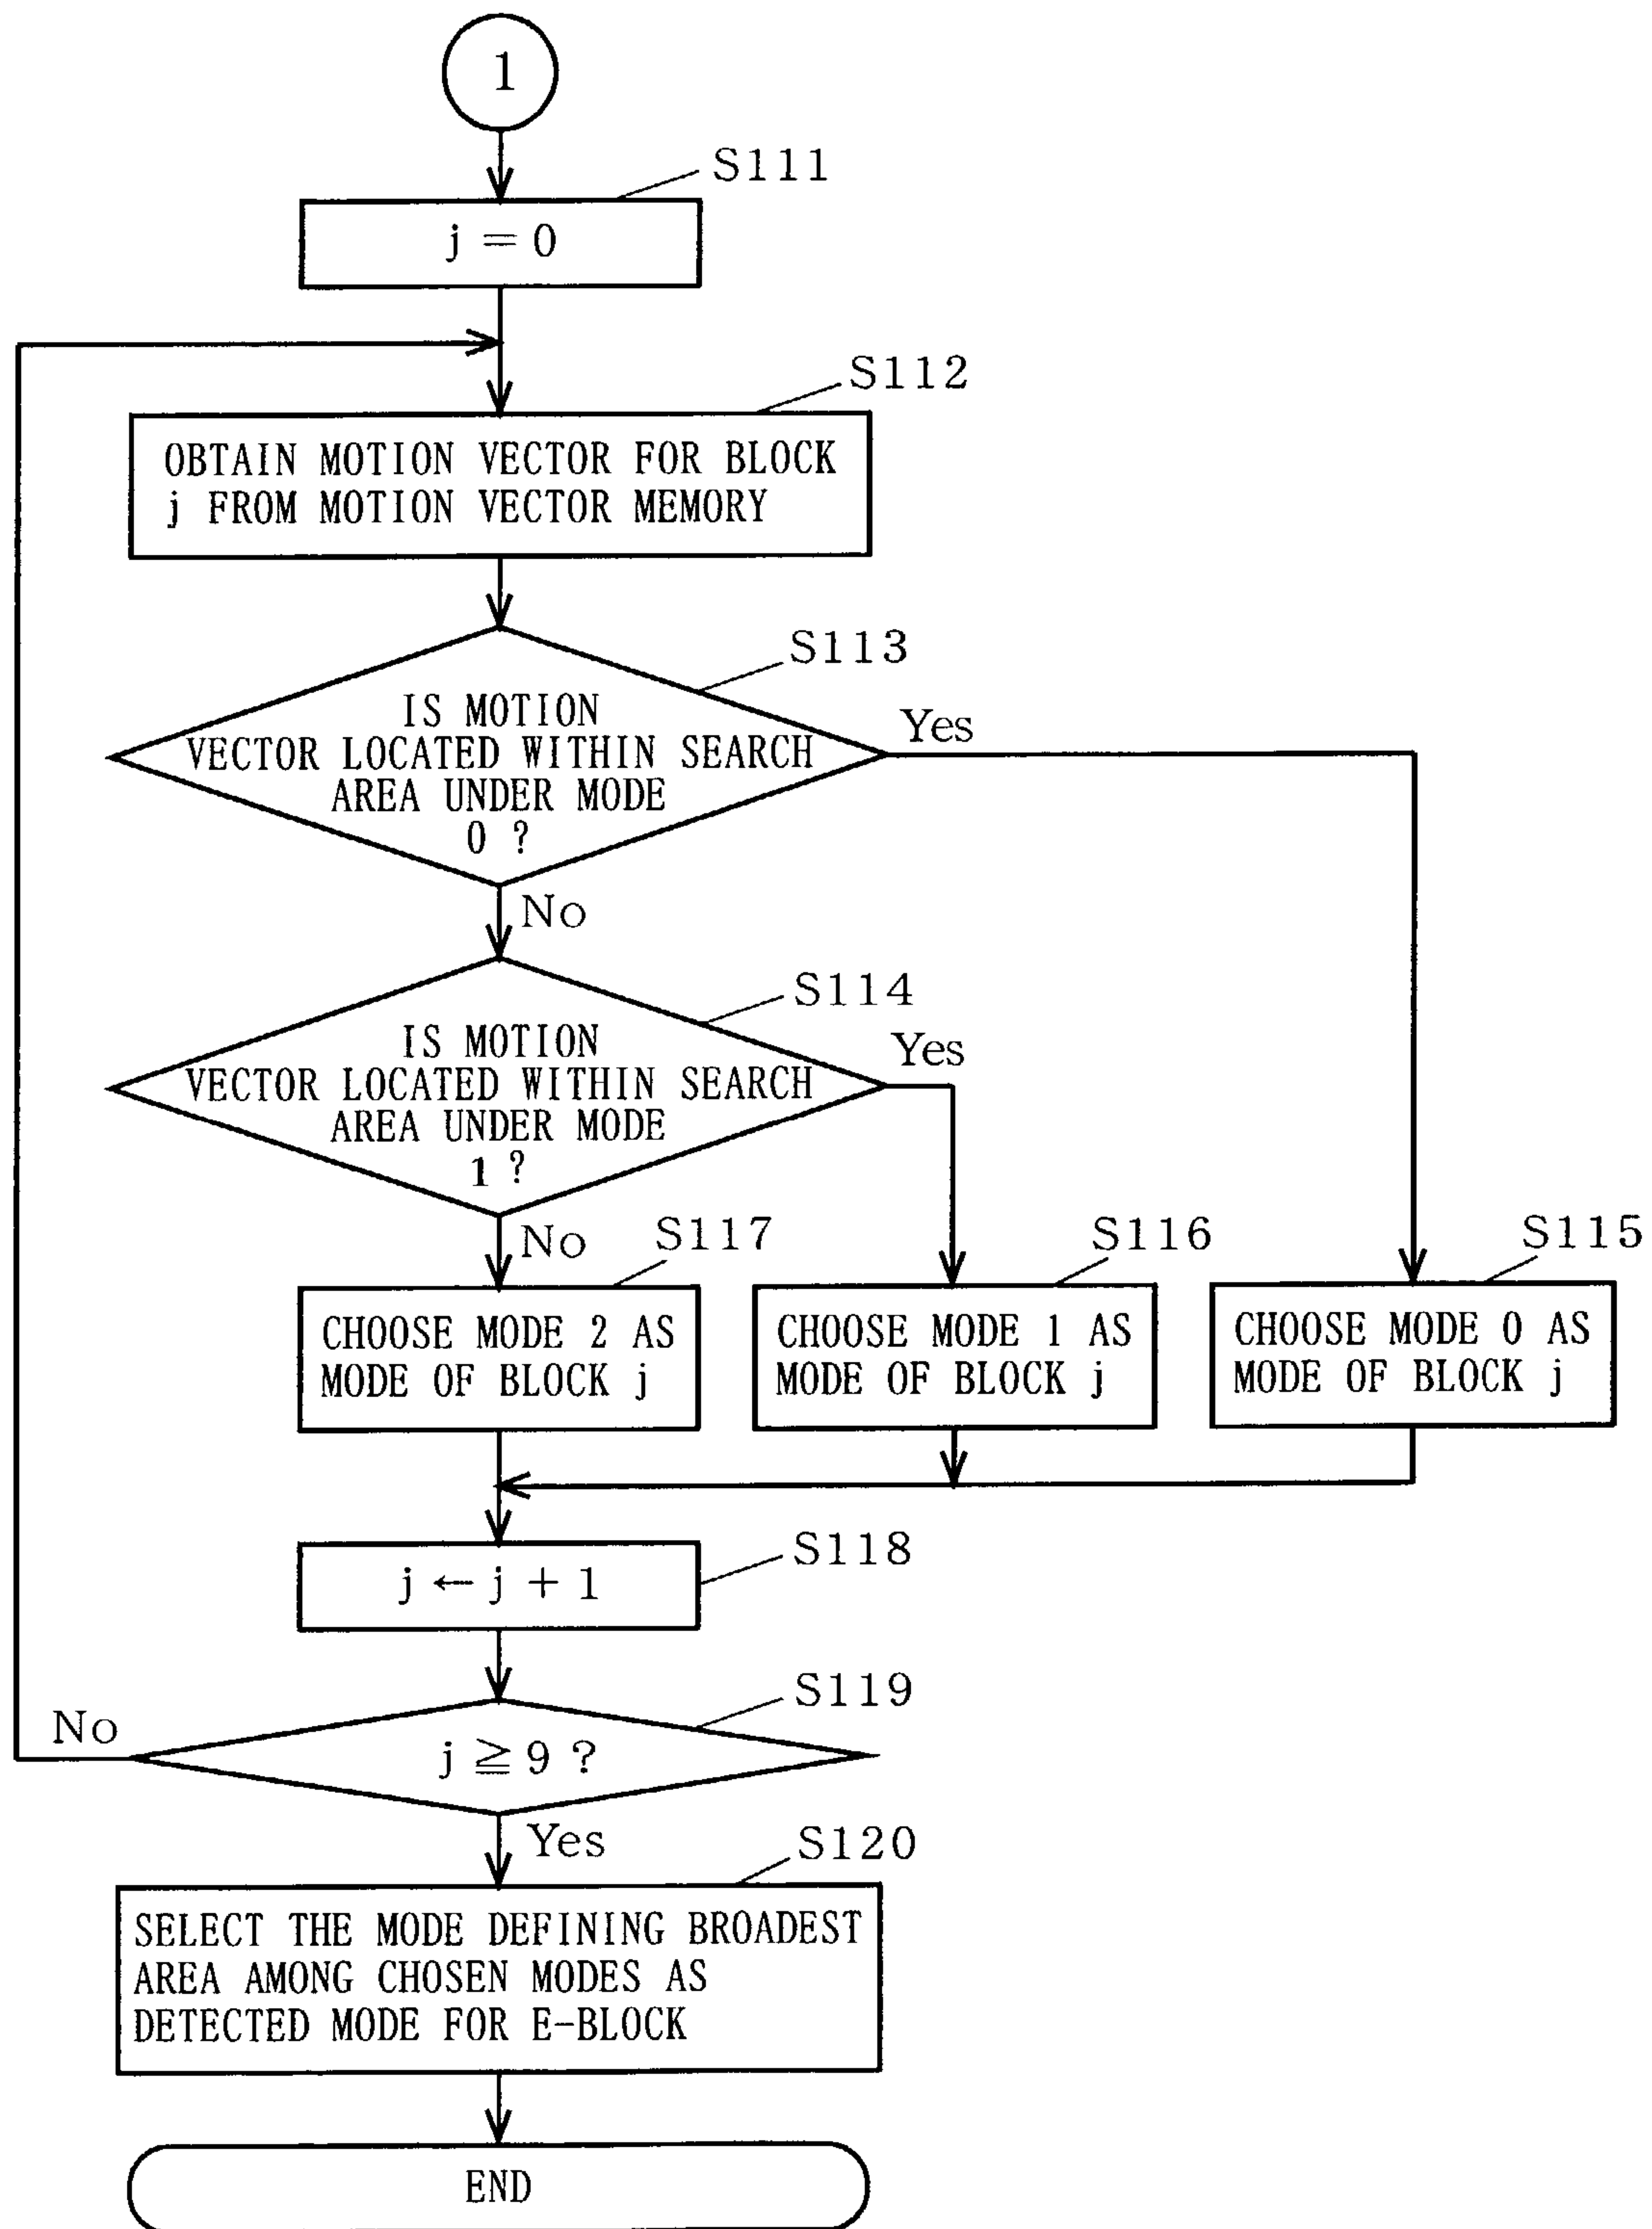 1
S111
j = 0
S112
OBTAIN MOTION VECTOR FOR BLOCK
j FROM MOTION VECTOR MEMORY
S113
IS MOTION
VECTOR LOCATED WITHIN SEARCH
AREA UNDER MODE
0 ?
Yes
No
S114
IS MOTION
VECTOR LOCATED WITHIN SEARCH
AREA UNDER MODE
1 ?
Yes
No
S117
CHOOSE MODE 2 AS
MODE OF BLOCK j
S116
CHOOSE MODE 1 AS
MODE OF BLOCK j
S115
CHOOSE MODE 0 AS
MODE OF BLOCK j
S118
j ← j + 1
S119
j ≧ 9 ?
No
Yes
S120
SELECT THE MODE DEFINING BROADEST
AREA AMONG CHOSEN MODES AS
DETECTED MODE FOR E-BLOCK
END